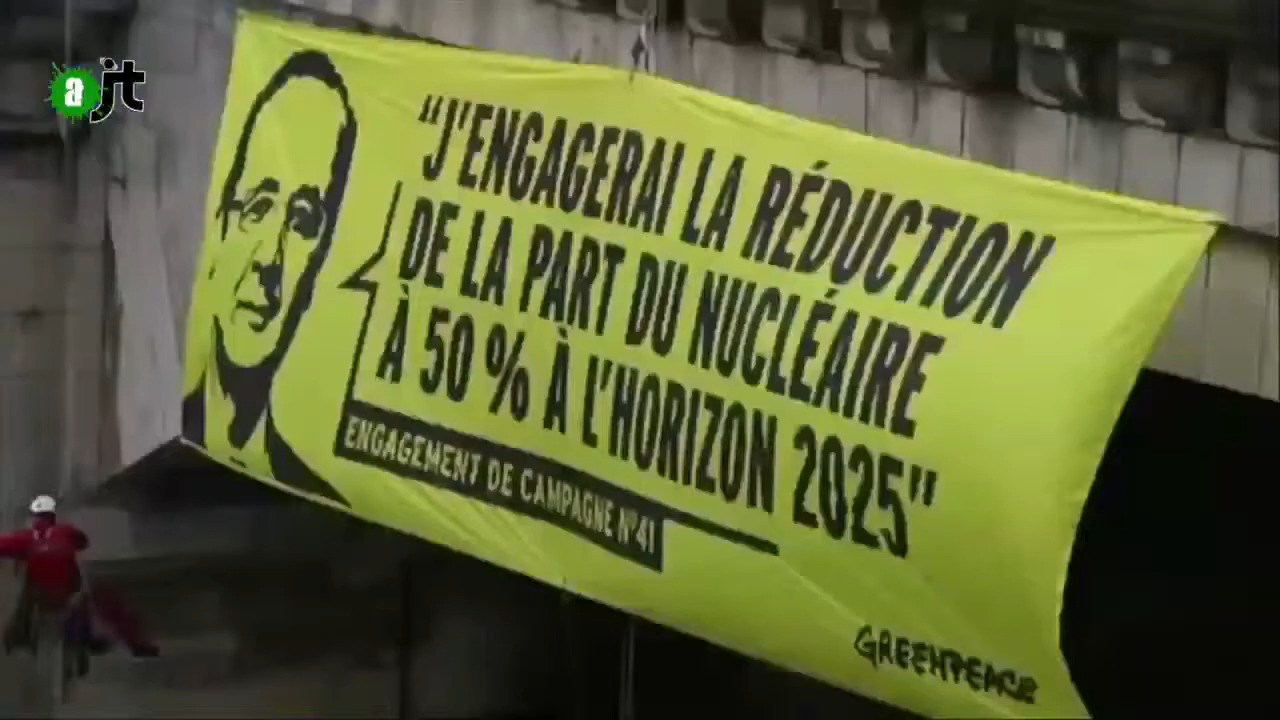 ajt
"J'ENGAGERAI LA RÉDUCTION
DE LA PART DU NUCLÉAIRE
À 50 % À L'HORIZON 2025"
ENGAGEMENT DE CAMPAGNE N°41
GREENPEACE